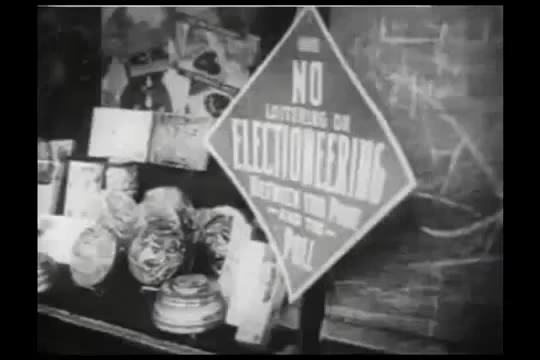 NO
LOITERING OR
ELECTIONEERING
BETWEEN THIS POINT
—AND THE—
POLL